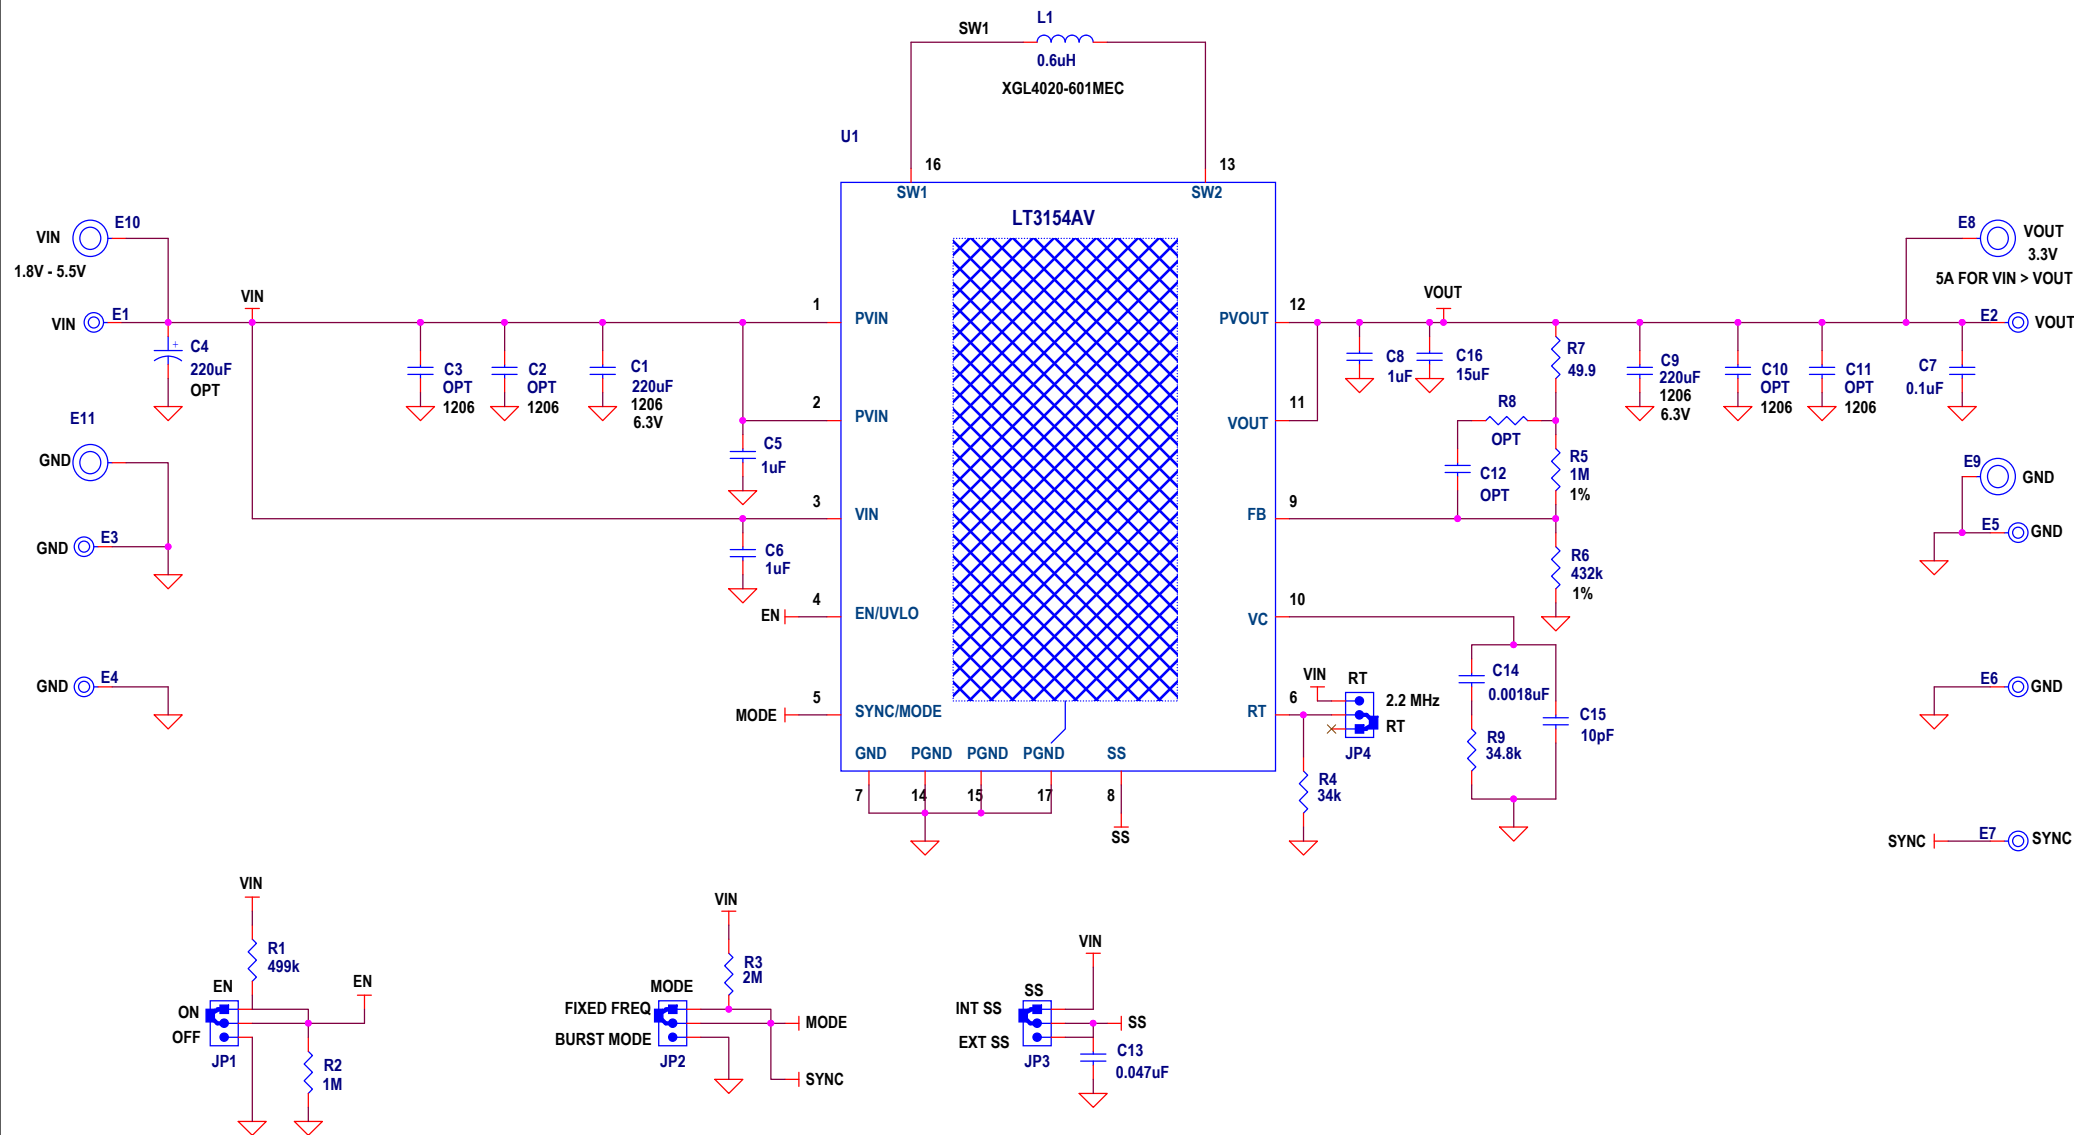 SW1
L1
0.6uH
XGL4020-601MEC
U1
16
13
SW1
SW2
LT3154AV
E10
VIN
1.8V - 5.5V
VIN
E1
VIN
C4
+
220uF
OPT
C3
OPT
1206
C2
OPT
1206
C1
220uF
1206
6.3V
1
PVIN
2
PVIN
C5
1uF
3
VIN
C6
1uF
4
EN
EN/UVLO
5
MODE
SYNC/MODE
E11
GND
GND
E3
GND
E4
GND
PGND
PGND
PGND
SS
7
14
15
17
8
SS
12
PVOUT
11
VOUT
9
FB
10
VC
6
RT
VOUT
C8
1uF
C16
15uF
R7
49.9
R8
OPT
C12
OPT
R5
1M
1%
R6
432k
1%
C9
220uF
1206
6.3V
C10
OPT
1206
C11
OPT
1206
C7
0.1uF
E8
VOUT
3.3V
5A FOR VIN > VOUT
E2
VOUT
E9
GND
E5
GND
E6
GND
E7
SYNC
SYNC
VIN
RT
2.2 MHz
RT
JP4
R4
34k
C14
0.0018uF
R9
34.8k
C15
10pF
VIN
R1
499k
EN
EN
ON
OFF
JP1
R2
1M
VIN
R3
2M
MODE
FIXED FREQ
BURST MODE
JP2
MODE
SYNC
VIN
SS
INT SS
EXT SS
JP3
SS
C13
0.047uF